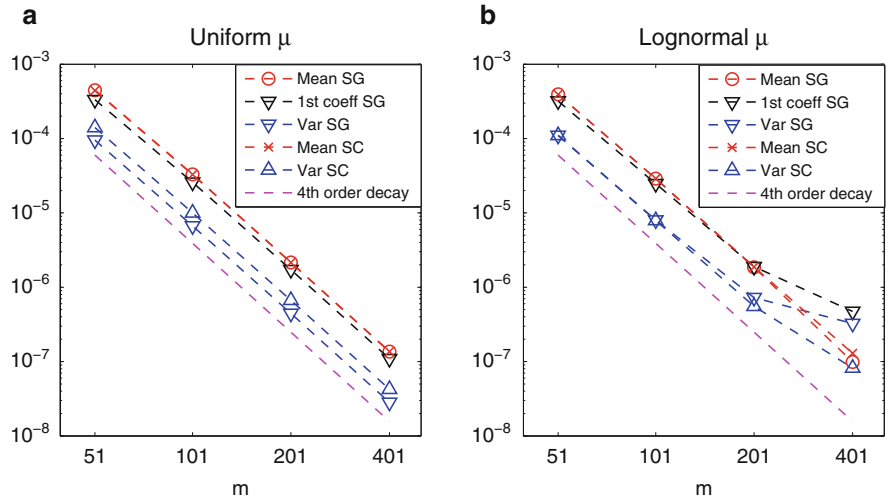 a
Uniform μ
10⁻³
10⁻⁴
10⁻⁵
10⁻⁶
10⁻⁷
10⁻⁸
Mean SG
1st coeff SG
Var SG
Mean SC
Var SC
4th order decay
51
101
201
401
m
b
Lognormal μ
10⁻³
10⁻⁴
10⁻⁵
10⁻⁶
10⁻⁷
10⁻⁸
Mean SG
1st coeff SG
Var SG
Mean SC
Var SC
4th order decay
51
101
201
401
m